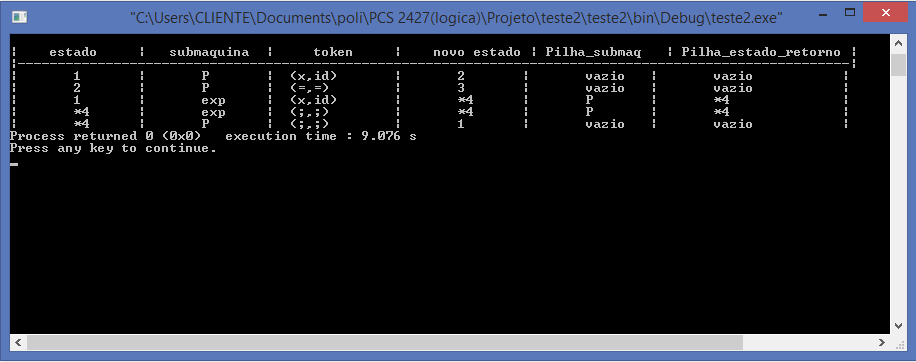 "C:\Users\CLIENTE\Documents\poli\PCS 2427(logica)\Projeto\teste2\teste2\bin\Debug\teste2.exe"
¦ estado ¦ submaquina ¦ token ¦ novo estado ¦ Pilha_submaq ¦ Pilha_estado_retorno ¦
¦ 1 ¦ P ¦ (x,id) ¦ 2 ¦ vazio ¦ vazio ¦
¦ 2 ¦ P ¦ (=,=) ¦ 3 ¦ vazio ¦ vazio ¦
¦ 1 ¦ exp ¦ (x,id) ¦ *4 ¦ P ¦ *4 ¦
¦ *4 ¦ exp ¦ (;,;) ¦ *4 ¦ P ¦ *4 ¦
¦ *4 ¦ P ¦ (;,;) ¦ 1 ¦ vazio ¦ vazio ¦
Process returned 0 (0x0)   execution time : 9.076 s
Press any key to continue.